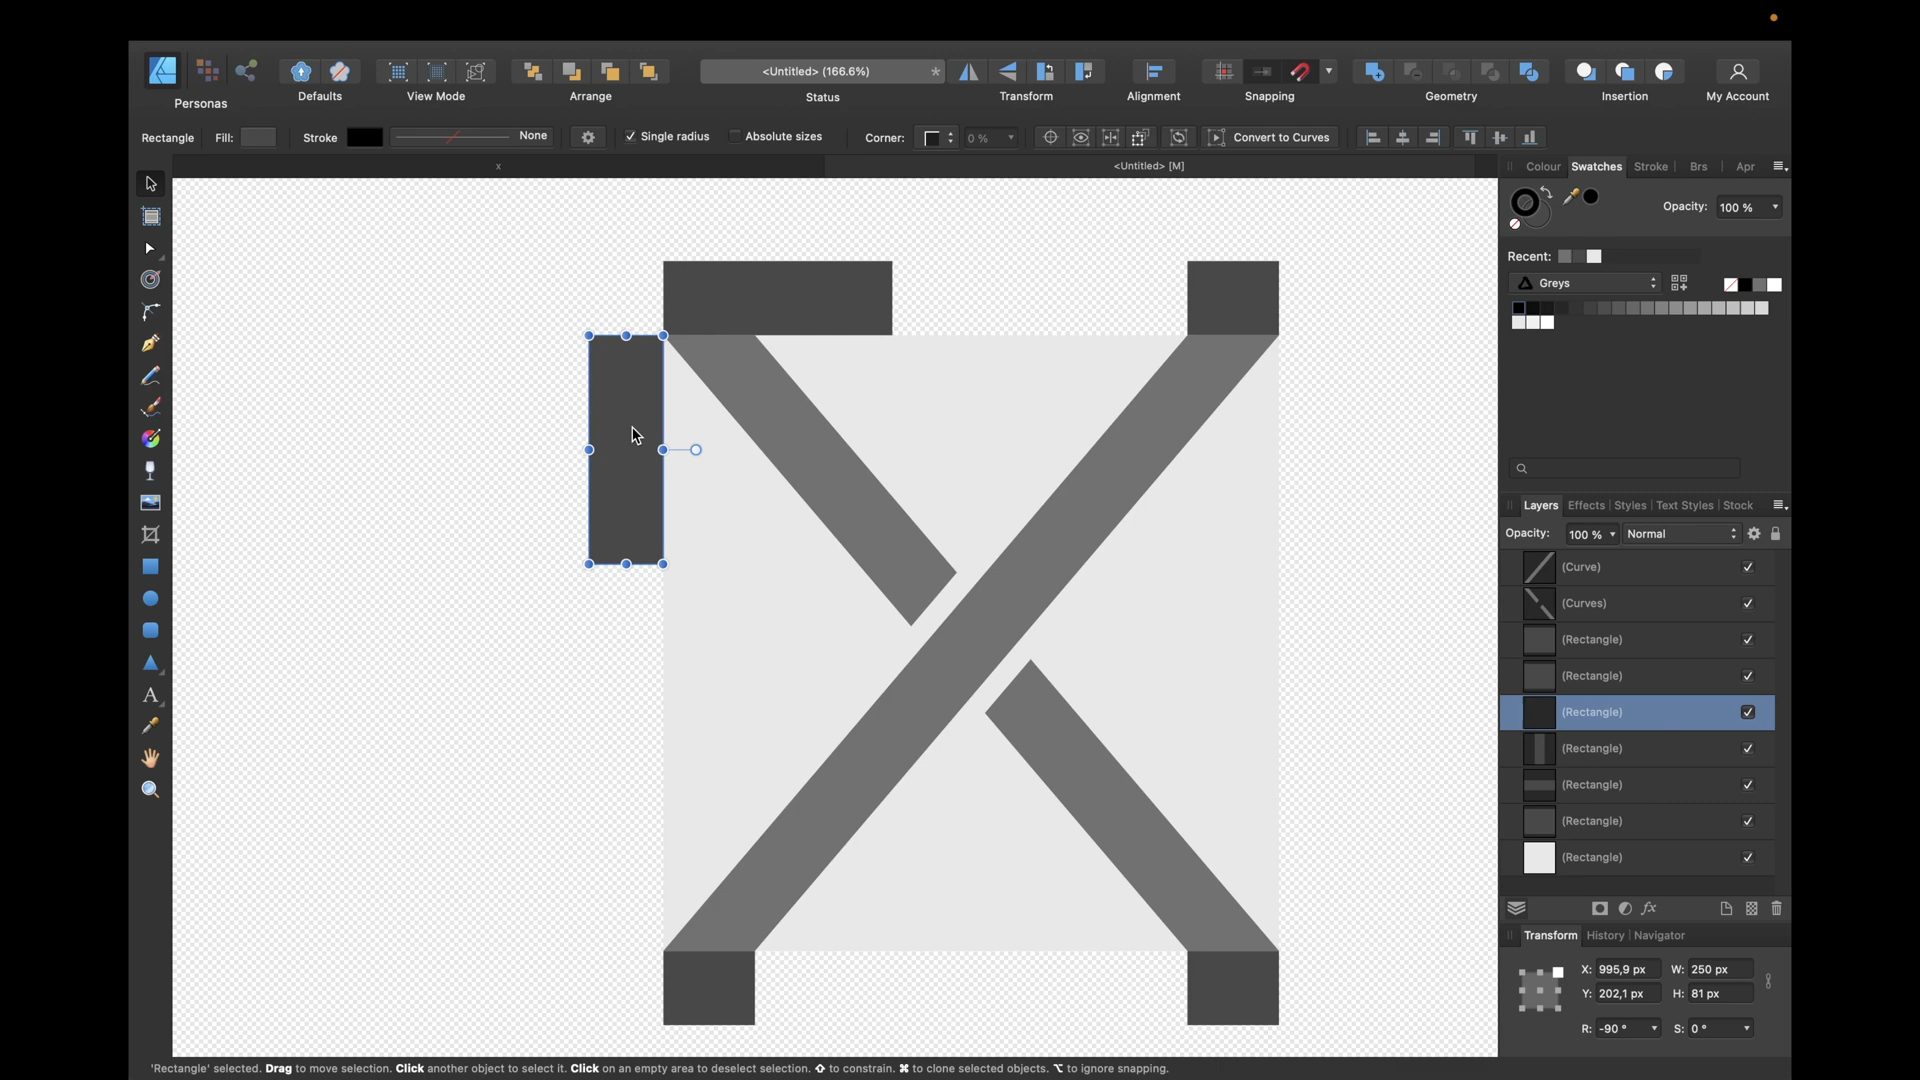 <Untitled> (166.6%)
*
Personas
Defaults
View Mode
Arrange
Status
Transform
Alignment
Snapping
Geometry
Insertion
My Account
Rectangle
Fill:
Stroke
None
Single radius
Absolute sizes
Corner:
0 %
Convert to Curves
x
<Untitled> [M]
Colour
Swatches
Stroke
Brs
Apr
Opacity:
100 %
Recent:
Greys
Layers
Effects
Styles
Text Styles
Stock
Opacity:
100 %
Normal
(Curve)
(Curves)
(Rectangle)
(Rectangle)
(Rectangle)
(Rectangle)
(Rectangle)
(Rectangle)
(Rectangle)
fx
Transform
History
Navigator
X: 995,9 px
W: 250 px
Y: 202,1 px
H: 81 px
R: -90 °
S: 0 °
'Rectangle' selected. Drag to move selection. Click another object to select it. Click on an empty area to deselect selection. ⇧ to constrain. ⌘ to clone selected objects. ⌥ to ignore snapping.